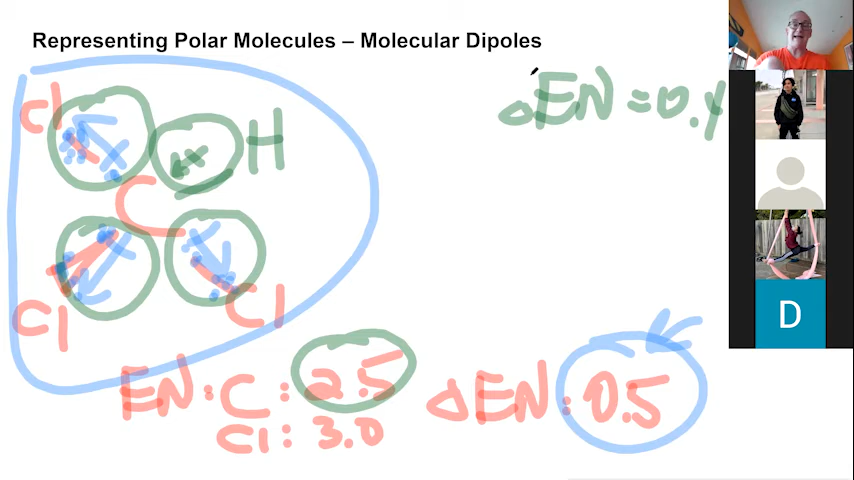 Representing Polar Molecules – Molecular Dipoles
Cl
H
ΔEN = 0.4
C
Cl
Cl
EN: C: 2.5
ΔEN: 0.5
Cl: 3.0
D